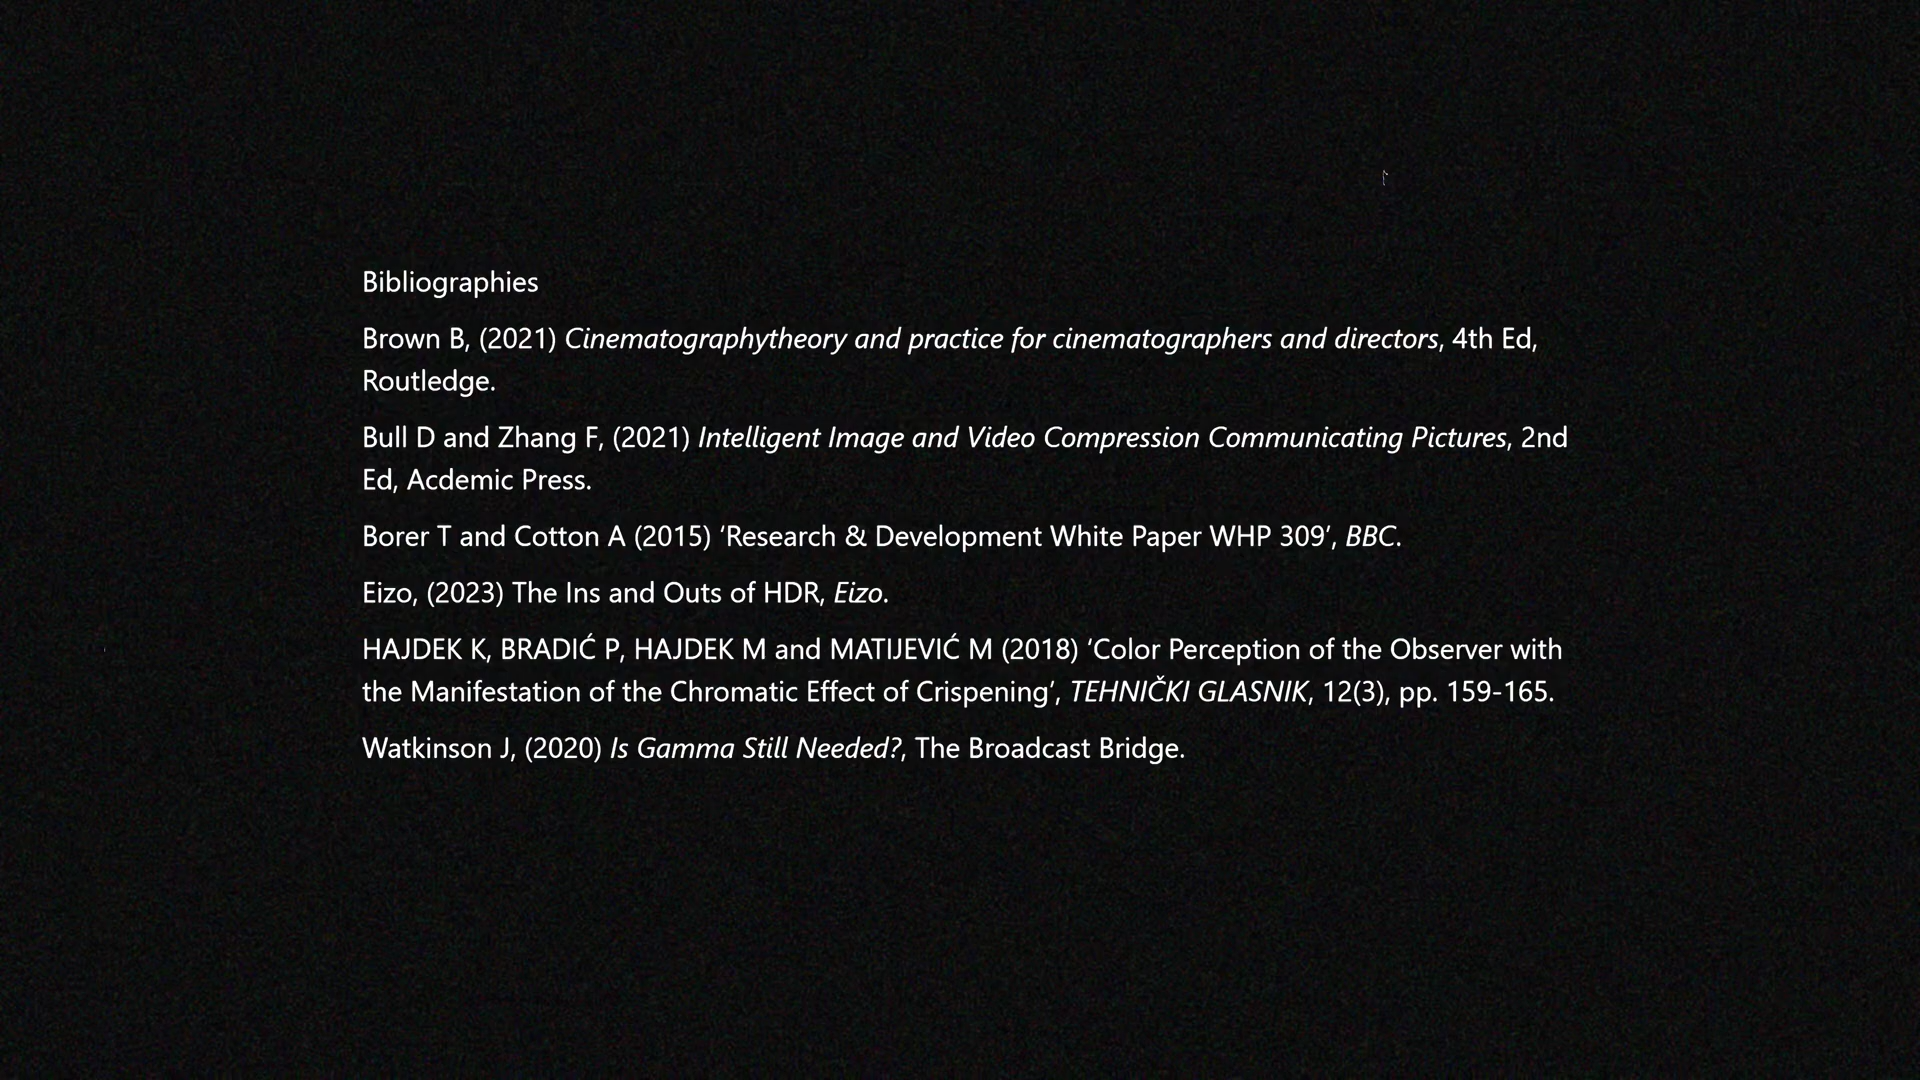 Bibliographies
Brown B, (2021) Cinematographytheory and practice for cinematographers and directors, 4th Ed,
Routledge.
Bull D and Zhang F, (2021) Intelligent Image and Video Compression Communicating Pictures, 2nd
Ed, Acdemic Press.
Borer T and Cotton A (2015) ‘Research & Development White Paper WHP 309’, BBC.
Eizo, (2023) The Ins and Outs of HDR, Eizo.
HAJDEK K, BRADIĆ P, HAJDEK M and MATIJEVIĆ M (2018) ‘Color Perception of the Observer with
the Manifestation of the Chromatic Effect of Crispening’, TEHNIČKI GLASNIK, 12(3), pp. 159-165.
Watkinson J, (2020) Is Gamma Still Needed?, The Broadcast Bridge.